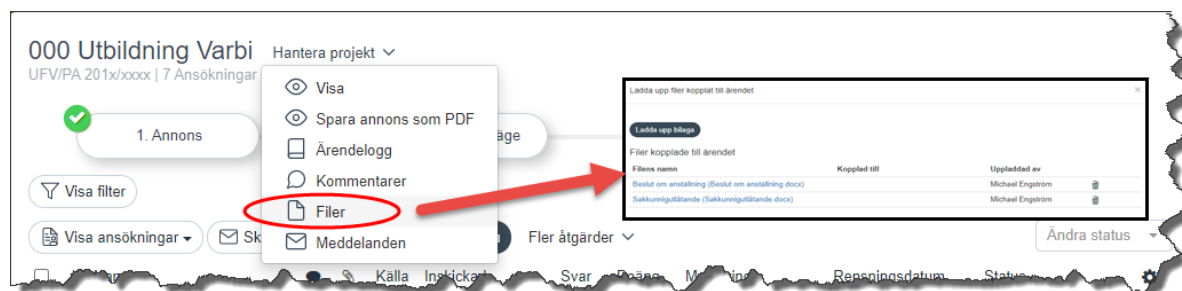 000 Utbildning Varbi Hantera projekt
UFV/PA 201x/xxxx | 7 Ansökningar
Visa
Spara annons som PDF
Ärendelogg
Kommentarer
Filer
Meddelanden
1. Annons
Visa filter
Visa ansökningar
Fler åtgärder
Ändra status
Källa
Svar
Rensningsdatum
Status
Ladda upp filer kopplat till ärendet
Ladda upp bilaga
Filer kopplade till ärendet
Filens namn Kopplad till Uppladdad av
Beslut om anställning (Beslut om anställning.docx) Michael Engström
Sakkunnigutlåtande (Sakkunnigutlåtande.docx) Michael Engström